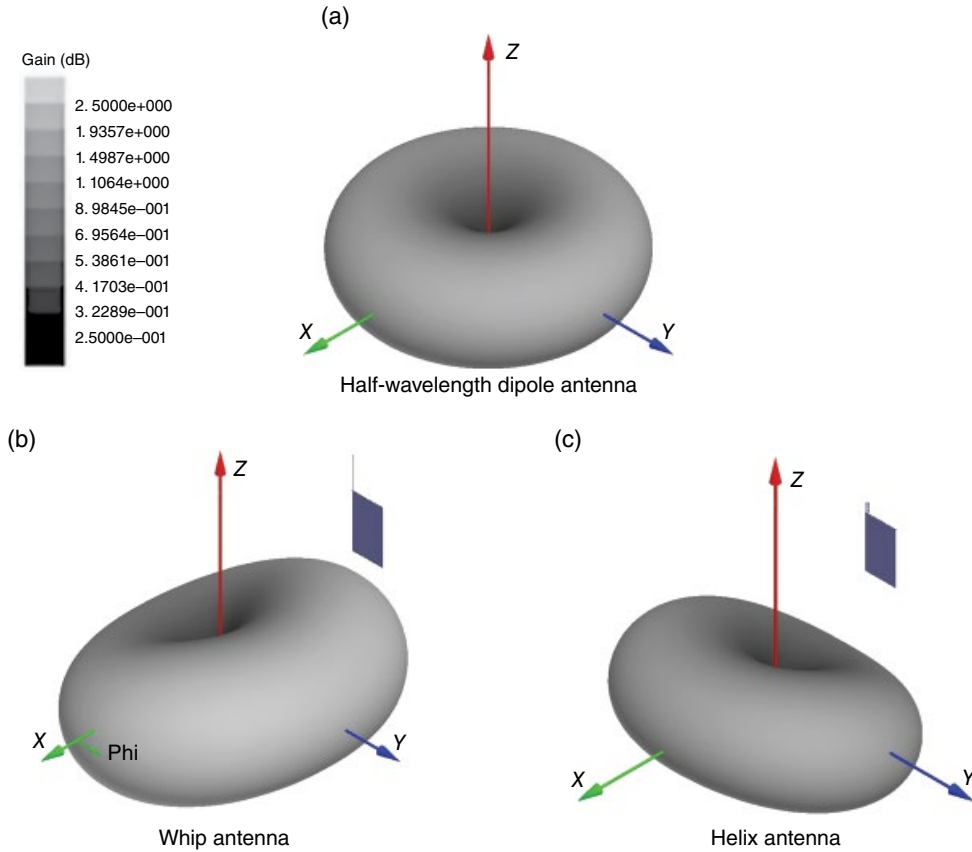 (a)
Gain (dB)
2. 5000e+000
1. 9357e+000
1. 4987e+000
1. 1064e+000
8. 9845e–001
6. 9564e–001
5. 3861e–001
4. 1703e–001
3. 2289e–001
2.5000e–001
Z
X
Y
Half-wavelength dipole antenna
(b)
Z
X
Phi
Y
Whip antenna
(c)
Z
X
Y
Helix antenna